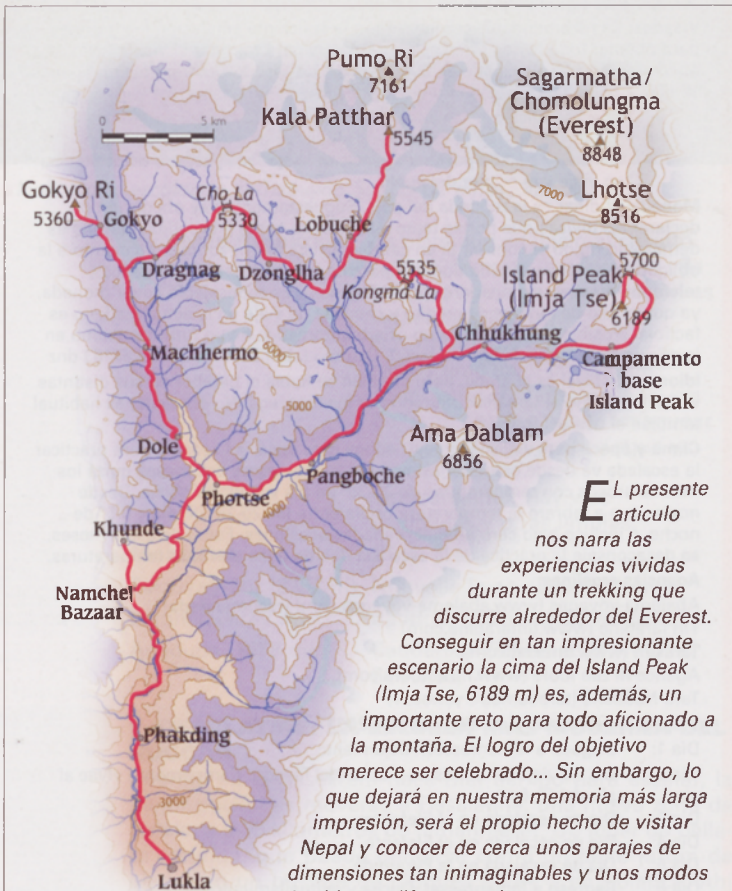 Pumo Ri
7161
Sagarmatha/
Chomolungma
(Everest)
8848
Kala Patthar
5545
0 5 km
7000
Lhotse
8516
Gokyo Ri
5360
Gokyo
Cho La
5330
Lobuche
Dragnag
Dzonglha
5535
Kongma La
5700
Island Peak
(Imja Tse)
6189
Chhukhung
Machhermo
6000
Campamento
base
Island Peak
5000
Dole
Ama Dablam
6856
Pangboche
Phortse
4000
Khunde
Namche
Bazaar
Phakding
3000
Lukla
EL presente
artículo
nos narra las
experiencias vividas
durante un trekking que
discurre alrededor del Everest.
Conseguir en tan impresionante
escenario la cima del Island Peak
(Imja Tse, 6189 m) es, además, un
importante reto para todo aficionado a
la montaña. El logro del objetivo
merece ser celebrado... Sin embargo, lo
que dejará en nuestra memoria más larga
impresión, será el propio hecho de visitar
Nepal y conocer de cerca unos parajes de
dimensiones tan inimaginables y unos modos